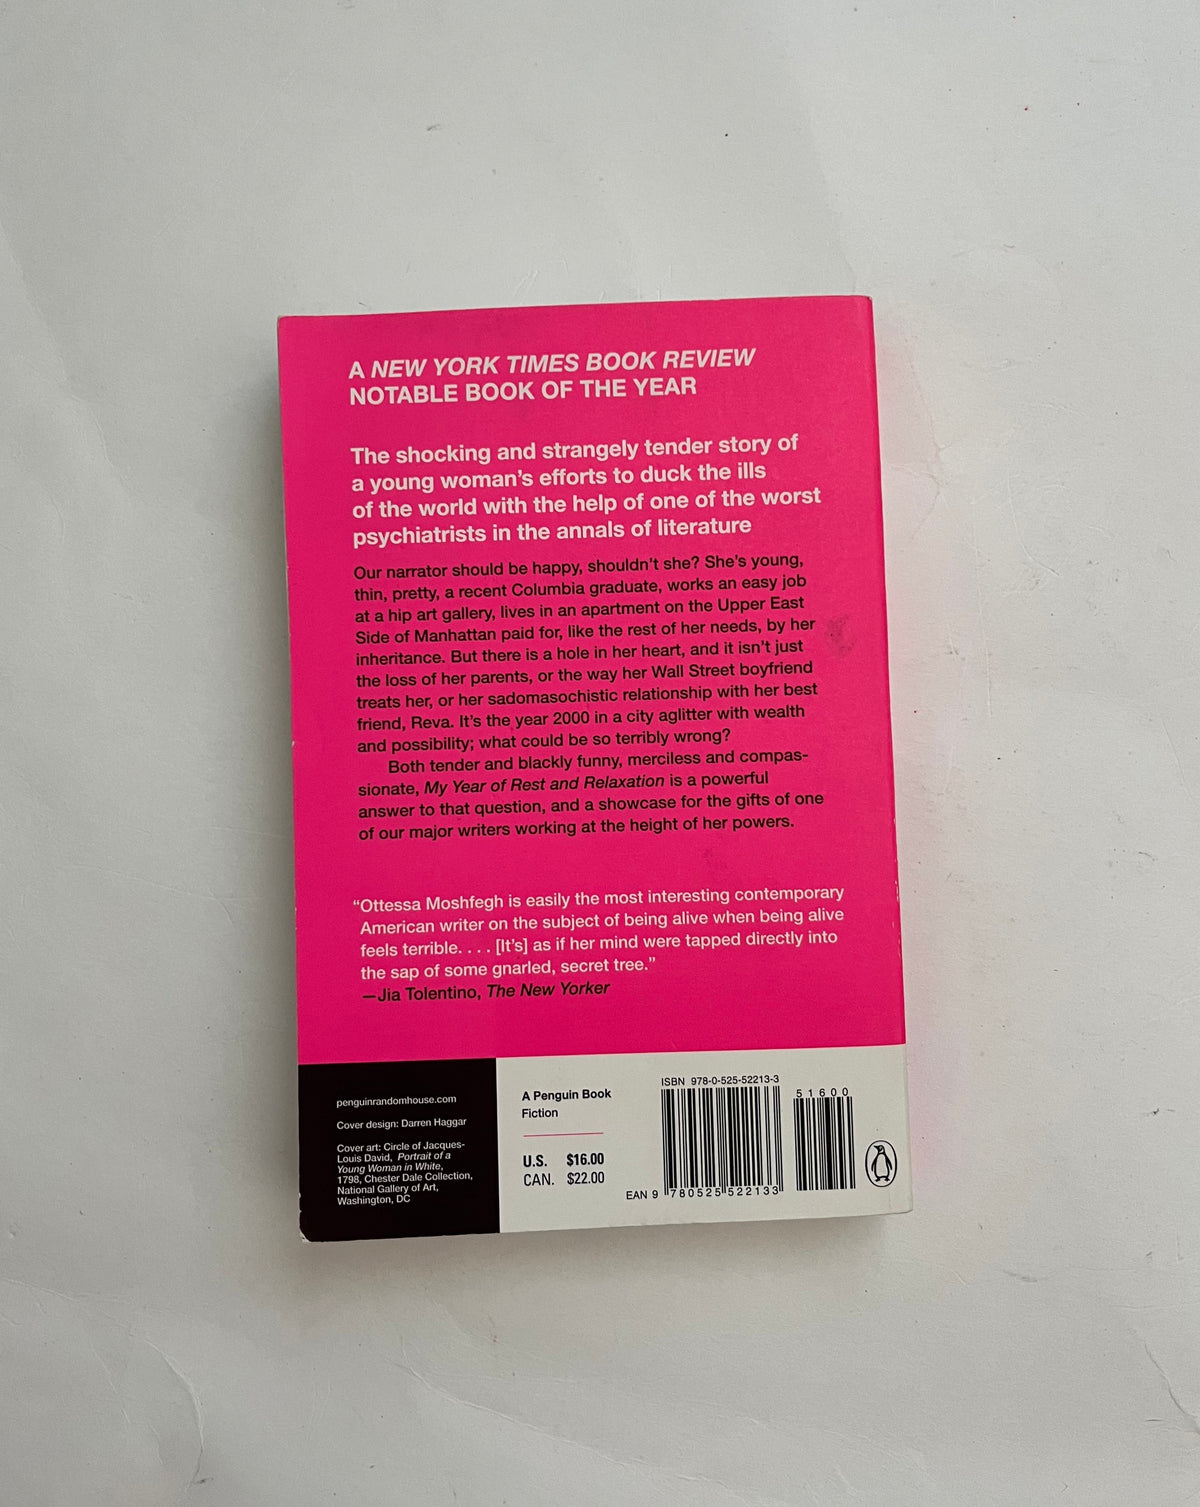 A NEW YORK TIMES BOOK REVIEW
NOTABLE BOOK OF THE YEAR
The shocking and strangely tender story of
a young woman's efforts to duck the ills
of the world with the help of one of the worst
psychiatrists in the annals of literature
Our narrator should be happy, shouldn't she? She's young,
thin, pretty, a recent Columbia graduate, works an easy job
at a hip art gallery, lives in an apartment on the Upper East
Side of Manhattan paid for, like the rest of her needs, by her
inheritance. But there is a hole in her heart, and it isn't just
the loss of her parents, or the way her Wall Street boyfriend
treats her, or her sadomasochistic relationship with her best
friend, Reva. It's the year 2000 in a city aglitter with wealth
and possibility; what could be so terribly wrong?
Both tender and blackly funny, merciless and compas-
sionate, My Year of Rest and Relaxation is a powerful
answer to that question, and a showcase for the gifts of one
of our major writers working at the height of her powers.
“Ottessa Moshfegh is easily the most interesting contemporary
American writer on the subject of being alive when being alive
feels terrible. . . . [It's] as if her mind were tapped directly into
the sap of some gnarled, secret tree.”
—Jia Tolentino, The New Yorker
penguinrandomhouse.com
Cover design: Darren Haggar
Cover art: Circle of Jacques-
Louis David, Portrait of a
Young Woman in White,
1798, Chester Dale Collection,
National Gallery of Art,
Washington, DC
A Penguin Book
Fiction
U.S. $16.00
CAN. $22.00
ISBN 978-0-525-52213-3
51600
EAN 9 780525 522133